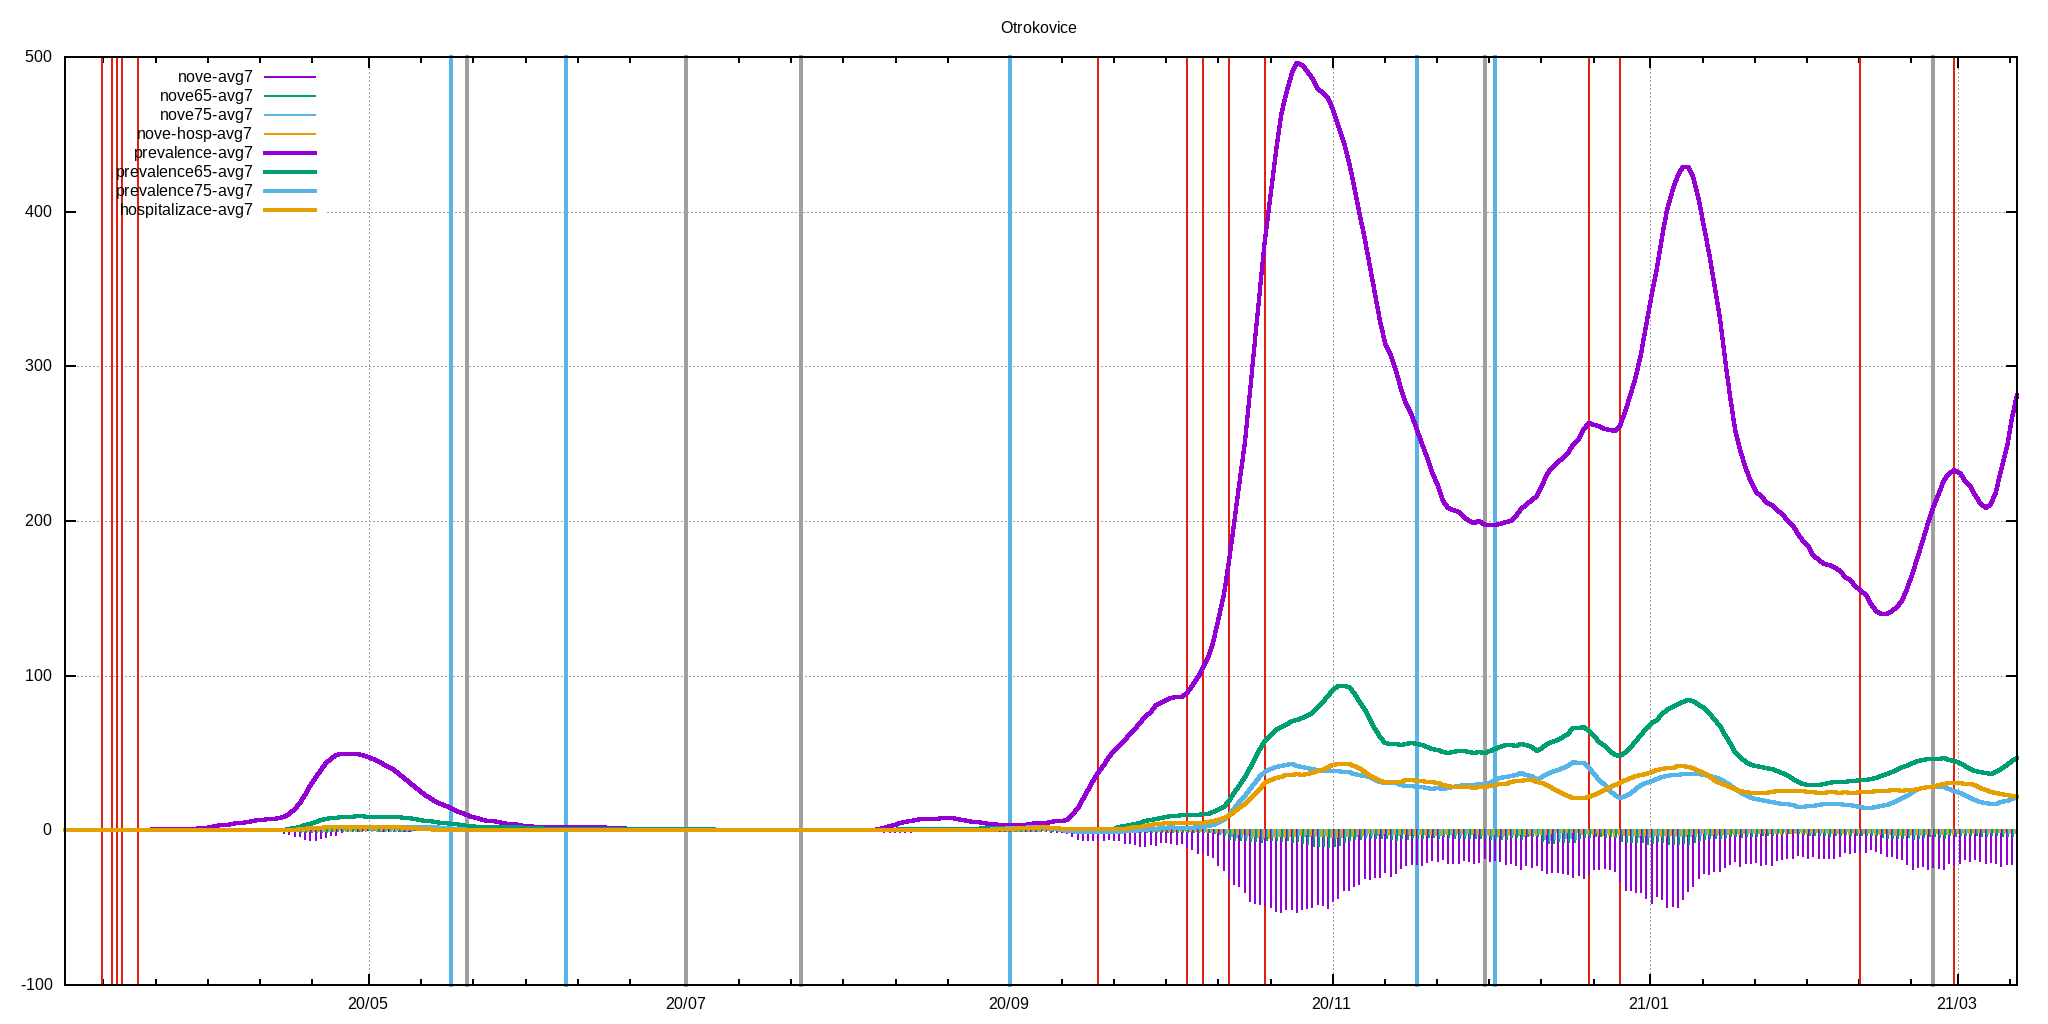 Otrokovice
500
400
300
200
100
0
-100
nove-avg7
nove65-avg7
nove75-avg7
nove-hosp-avg7
prevalence-avg7
prevalence65-avg7
prevalence75-avg7
hospitalizace-avg7
20/05 20/07 20/09 20/11 21/01 21/03